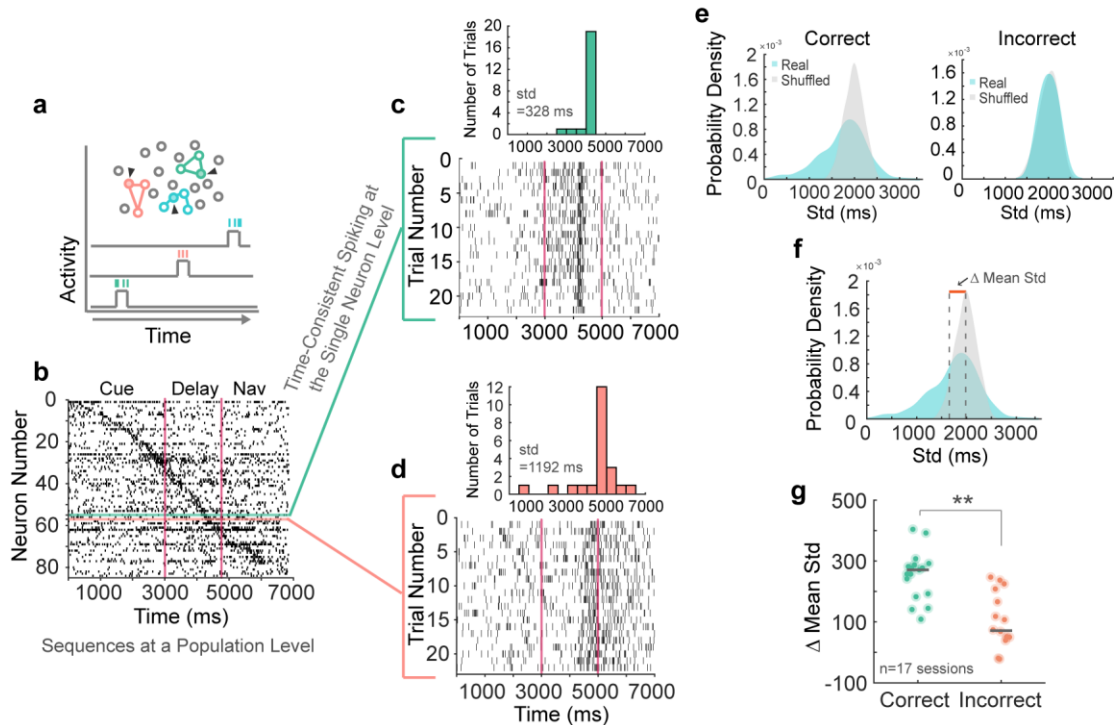 a
Activity
Time
b
Cue Delay Nav
Neuron Number
0
20
40
60
80
1000 3000 5000 7000
Time (ms)
Sequences at a Population Level
Time-Consistent Spiking at
the Single Neuron Level
c
Number of Trials
20
16
12
8
4
0
std
=328 ms
1000 3000 5000 7000
Trial Number
0
5
10
15
20
1000 3000 5000 7000
d
Number of Trials
12
10
8
6
4
2
0
std
=1192 ms
1000 3000 5000 7000
Trial Number
0
5
10
15
20
1000 3000 5000 7000
Time (ms)
e
Correct
Probability Density
×10⁻³
2
1.6
1.2
0.8
0.4
0
Real
Shuffled
0 1000 2000 3000
Std (ms)
Incorrect
×10⁻³
2
1.6
1.2
0.8
0.4
Real
Shuffled
0 1000 2000 3000
Std (ms)
f
Probability Density
×10⁻³
2
1.6
1.2
0.8
0.4
0
Δ Mean Std
1000 2000 3000
Std (ms)
g
Δ Mean Std
500
300
100
-100
**
n=17 sessions
Correct Incorrect